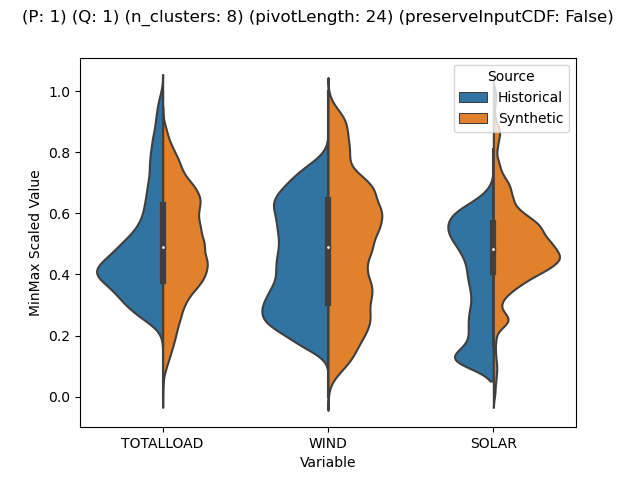 (P: 1) (Q: 1) (n_clusters: 8) (pivotLength: 24) (preserveInputCDF: False)
Source
Historical
Synthetic
MinMax Scaled Value
1.0
0.8
0.6
0.4
0.2
0.0
TOTALLOAD WIND SOLAR
Variable